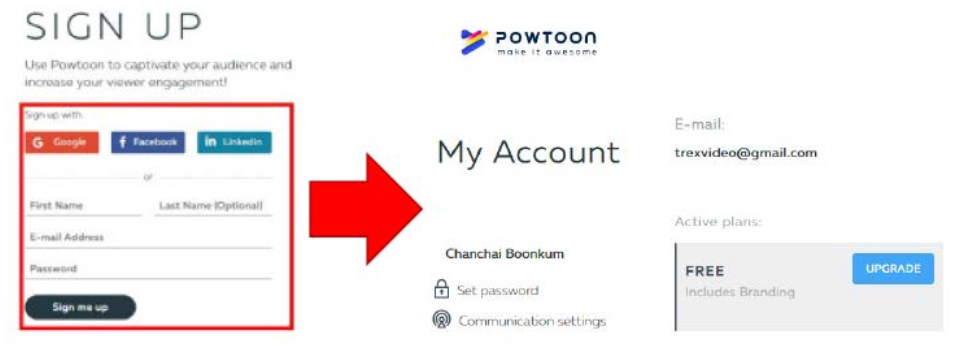 SIGN UP
Use Powtoon to captivate your audience and
increase your viewer engagement!
Sign up with:
G Google
f Facebook
in Linkedin
or
First Name
Last Name (Optional)
E-mail Address
Password
Sign me up
POWTOON
make it awesome
My Account
E-mail:
trexvideo@gmail.com
Chanchai Boonkum
Set password
Communication settings
Active plans:
FREE
UPGRADE
Includes Branding